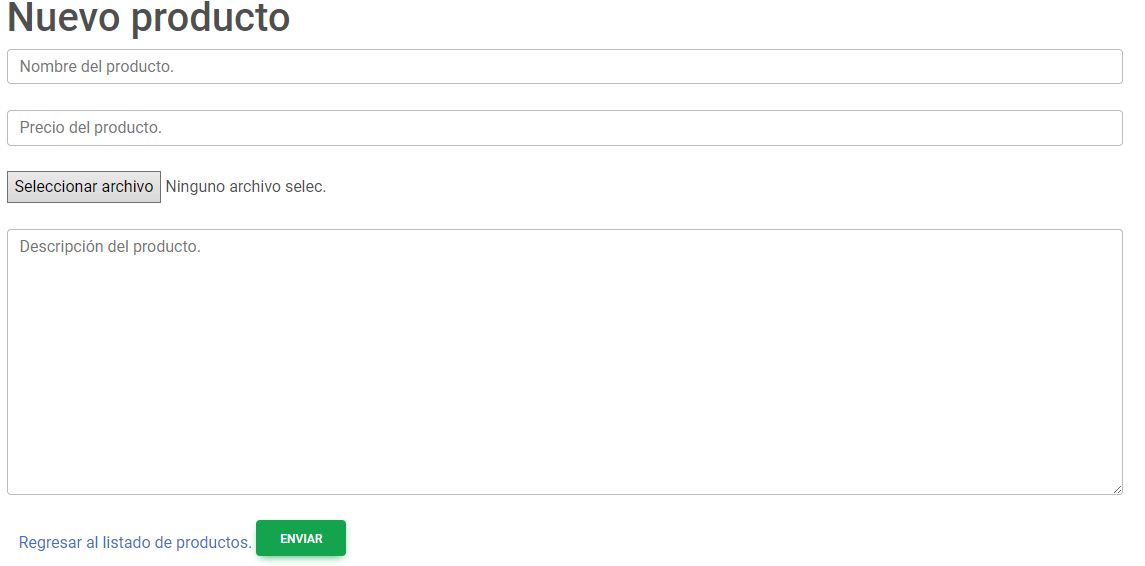 Nuevo producto
Nombre del producto.
Precio del producto.
Seleccionar archivo Ninguno archivo selec.
Descripción del producto.
Regresar al listado de productos. ENVIAR